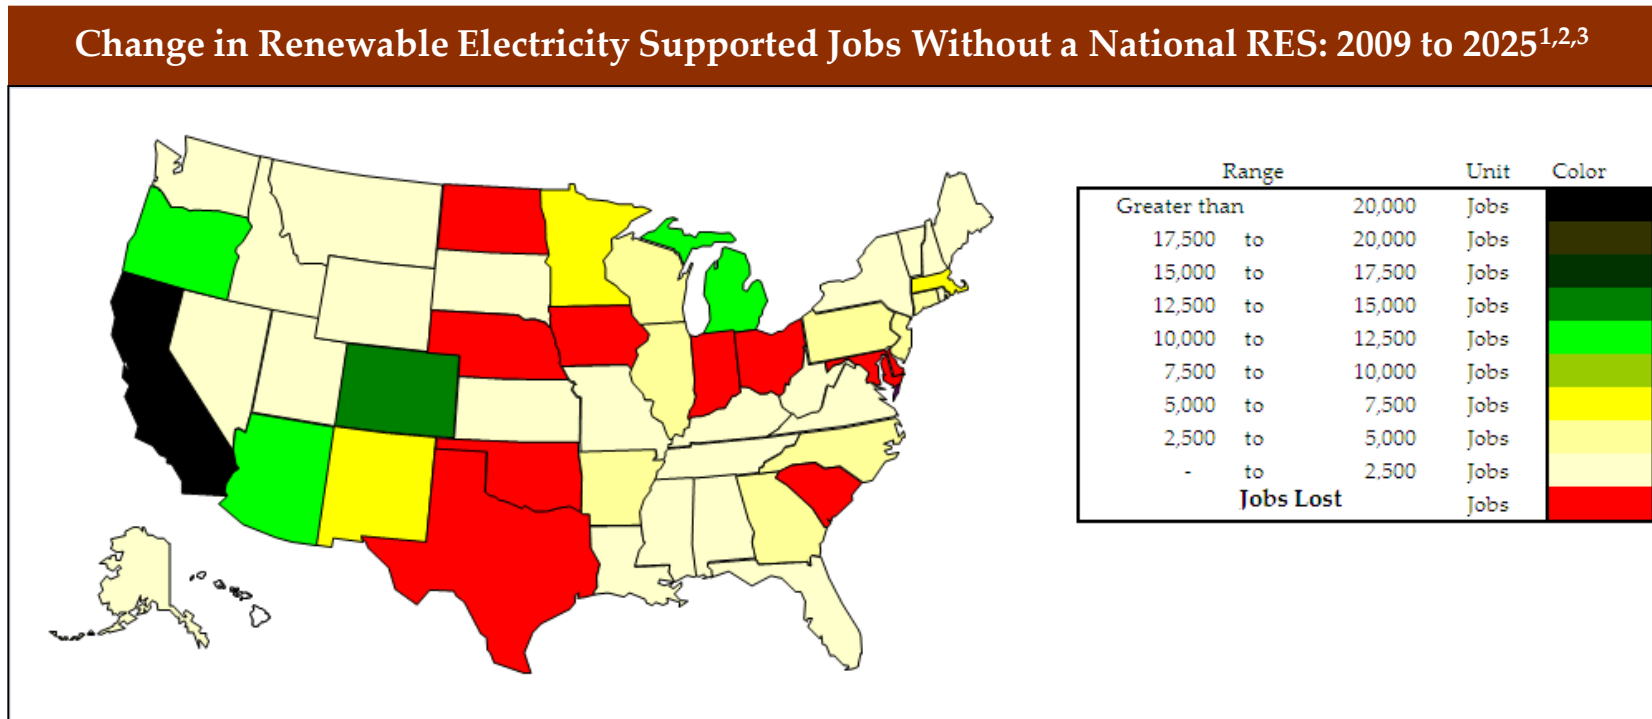 Change in Renewable Electricity Supported Jobs Without a National RES: 2009 to 2025¹,²,³
Range Unit Color
Greater than 20,000 Jobs
17,500 to 20,000 Jobs
15,000 to 17,500 Jobs
12,500 to 15,000 Jobs
10,000 to 12,500 Jobs
7,500 to 10,000 Jobs
5,000 to 7,500 Jobs
2,500 to 5,000 Jobs
- to 2,500 Jobs
Jobs Lost Jobs